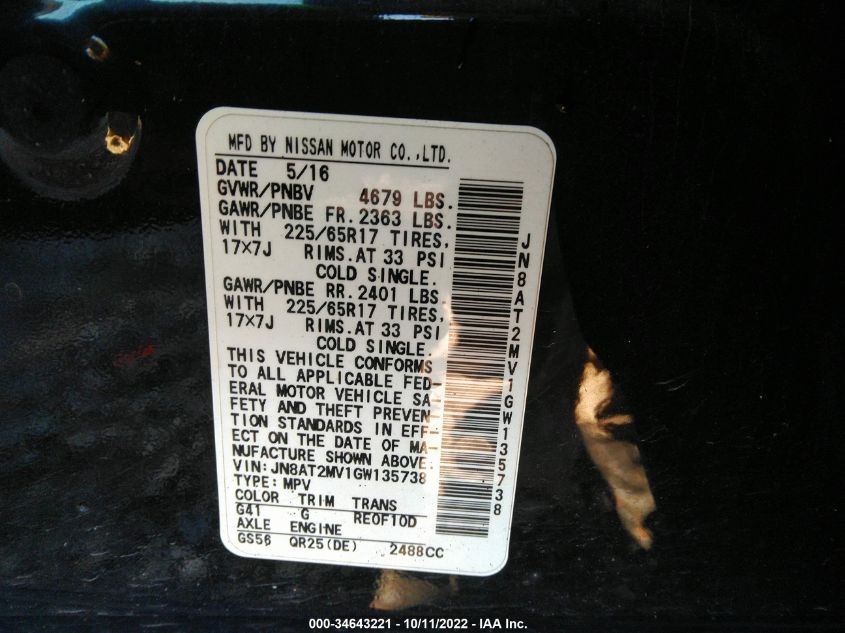 MFD BY NISSAN MOTOR CO.,LTD.
DATE 5/16
GVWR/PNBV 4679 LBS.
GAWR/PNBE FR. 2363 LBS.
WITH 225/65R17 TIRES,
17×7J RIMS.AT 33 PSI
COLD SINGLE.
GAWR/PNBE RR. 2401 LBS.
WITH 225/65R17 TIRES,
17×7J RIMS.AT 33 PSI
COLD SINGLE.
THIS VEHICLE CONFORMS
TO ALL APPLICABLE FED-
ERAL MOTOR VEHICLE SA-
FETY AND THEFT PREVEN-
TION STANDARDS IN EFF-
ECT ON THE DATE OF MA-
NUFACTURE SHOWN ABOVE.
VIN:JN8AT2MV1GW135738
TYPE: MPV
COLOR TRIM TRANS
G41 G RE0F10D
AXLE ENGINE
GS56 QR25(DE) 2488CC
JN8AT2MV1GW135738
000-34643221 - 10/11/2022 - IAA Inc.